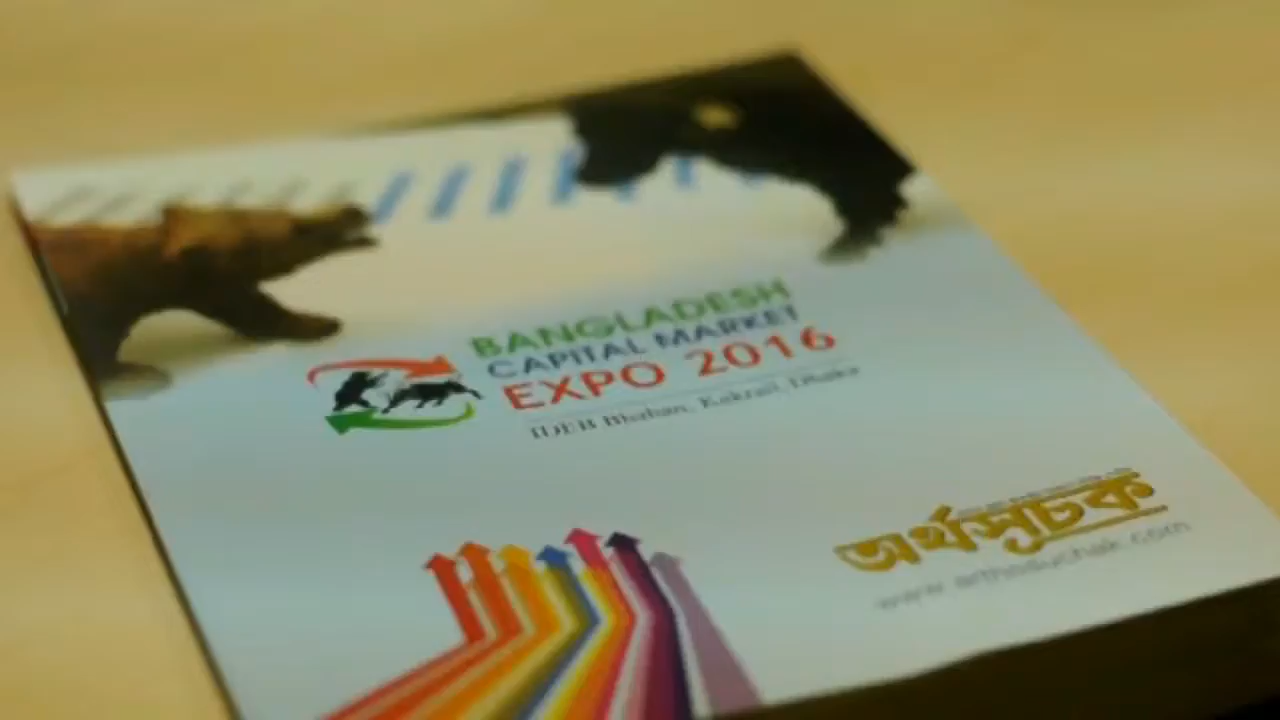 BANGLADESH
CAPITAL MARKET
EXPO 2016
IDEB Bhaban, Kakrail, Dhaka
অর্থসূচক
www.arthosuchak.com